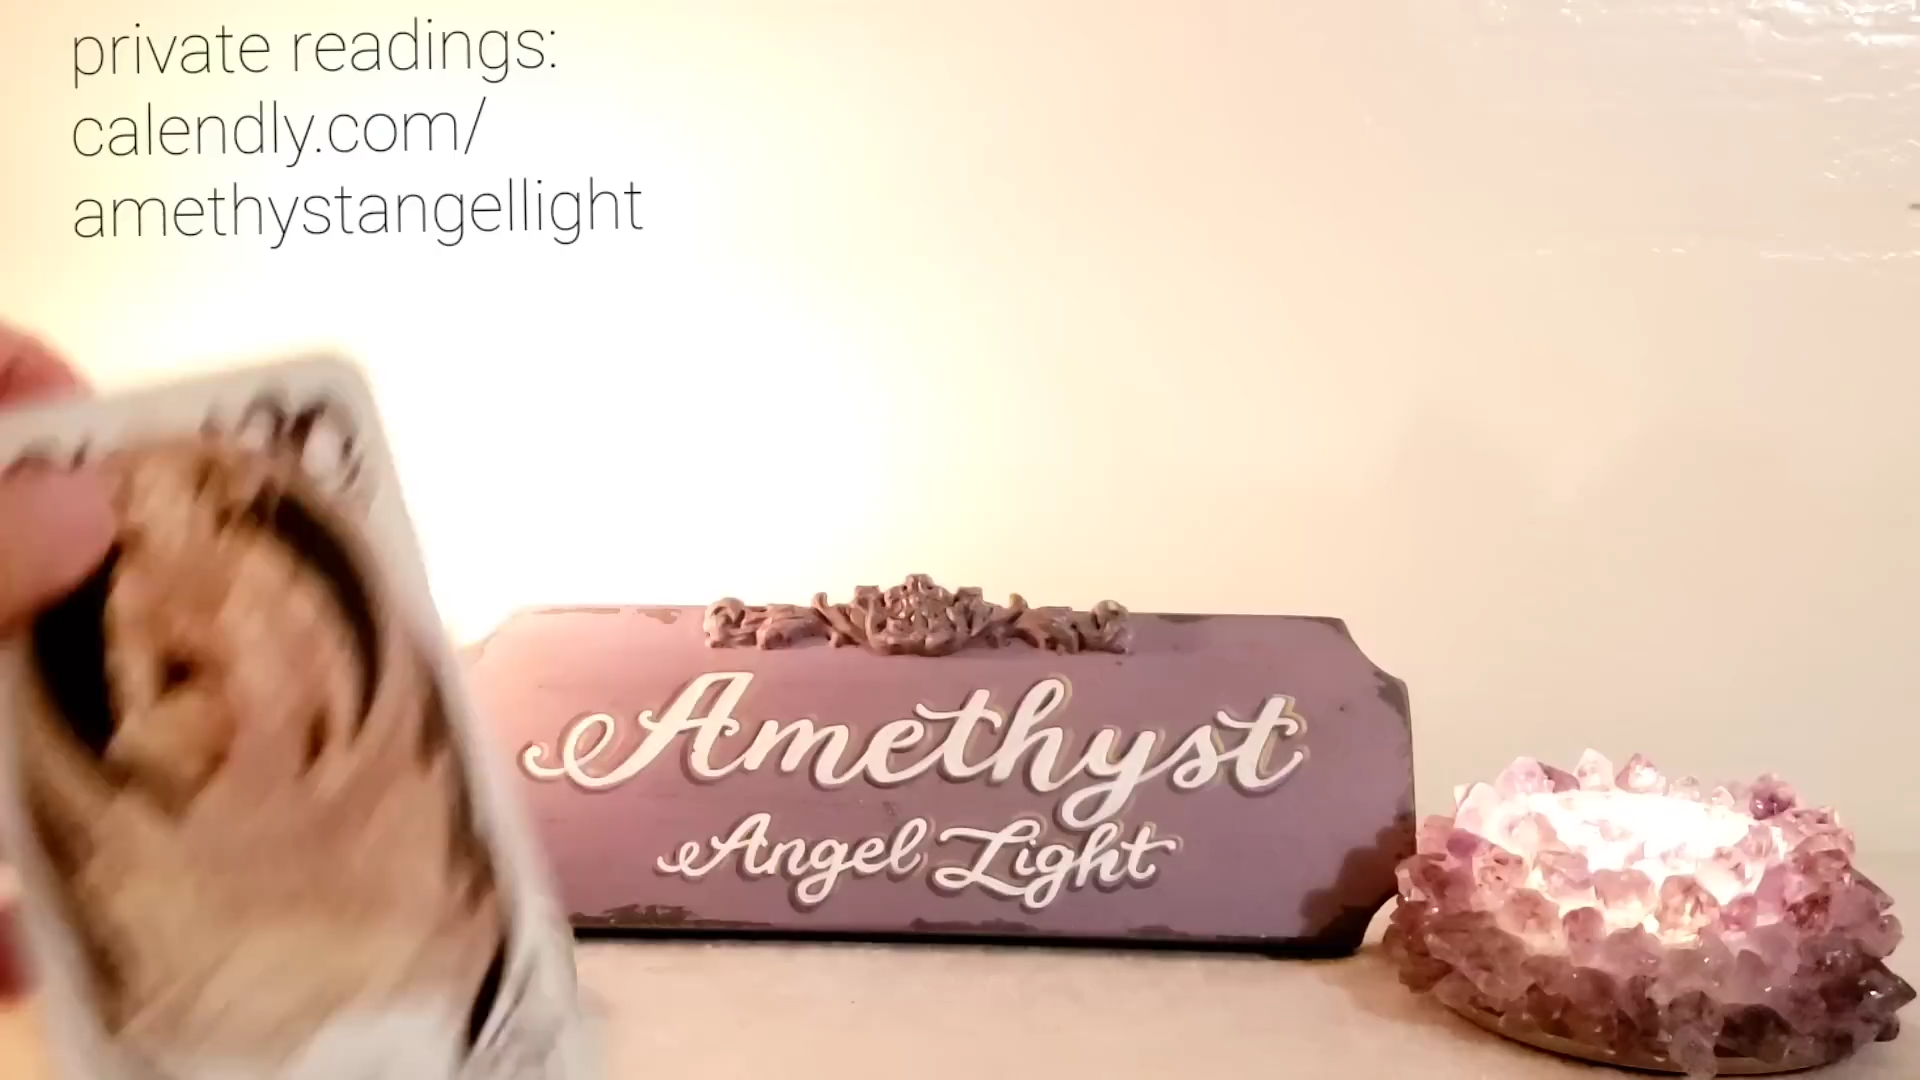 private readings:
calendly.com/
amethystangellight
Amethyst
Angel Light